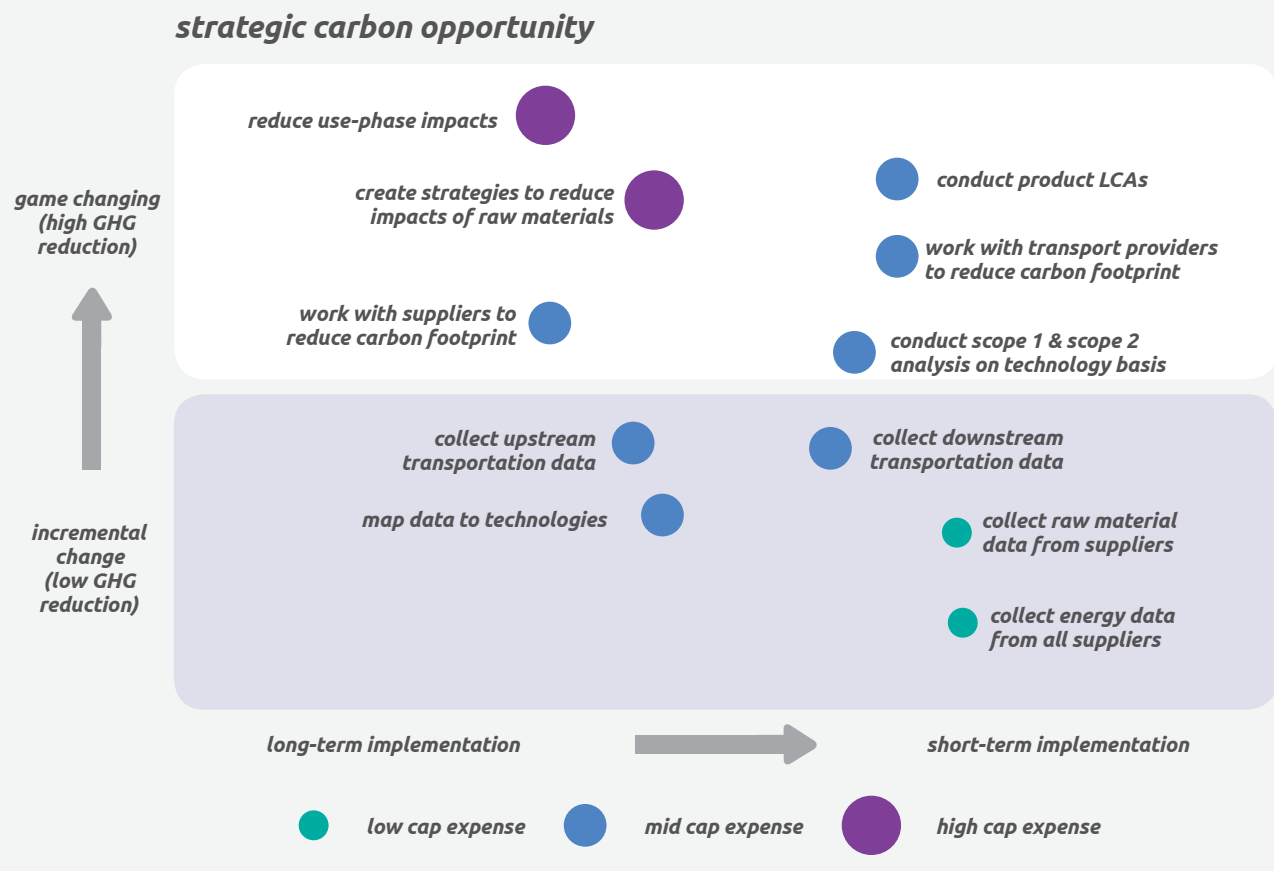 strategic carbon opportunity
reduce use-phase impacts
create strategies to reduce
impacts of raw materials
conduct product LCAs
game changing
(high GHG
reduction)
work with transport providers
to reduce carbon footprint
work with suppliers to
reduce carbon footprint
conduct scope 1 & scope 2
analysis on technology basis
collect upstream
transportation data
collect downstream
transportation data
map data to technologies
collect raw material
data from suppliers
incremental
change
(low GHG
reduction)
collect energy data
from all suppliers
long-term implementation
short-term implementation
low cap expense
mid cap expense
high cap expense